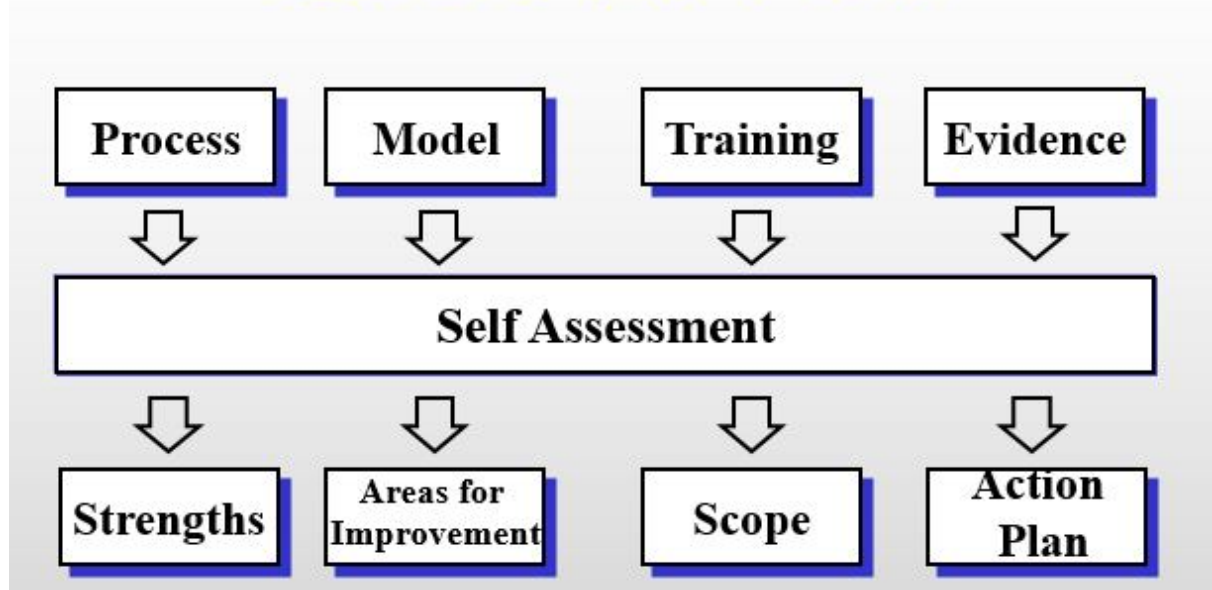 Process
Model
Training
Evidence
Self Assessment
Strengths
Areas for
Improvement
Scope
Action
Plan